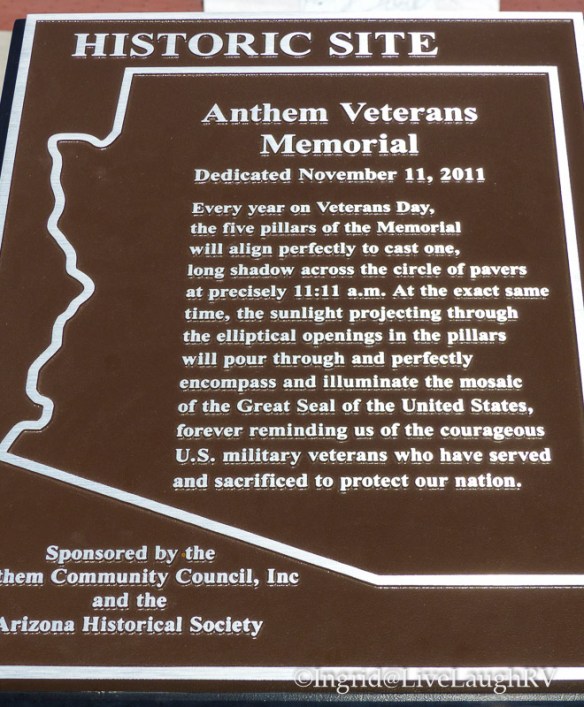 HISTORIC SITE
Anthem Veterans
Memorial
Dedicated November 11, 2011
Every year on Veterans Day,
the five pillars of the Memorial
will align perfectly to cast one,
long shadow across the circle of pavers
at precisely 11:11 a.m. At the exact same
time, the sunlight projecting through
the elliptical openings in the pillars
will pour through and perfectly
encompass and illuminate the mosaic
of the Great Seal of the United States,
forever reminding us of the courageous
U.S. military veterans who have served
and sacrificed to protect our nation.
Sponsored by the
them Community Council, Inc
and the
Arizona Historical Society
©Ingrid@LiveLaughRV